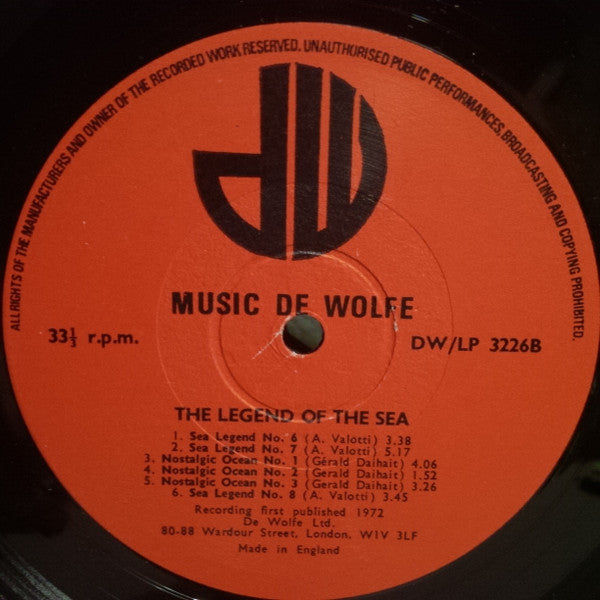 ALL RIGHTS OF THE MANUFACTURERS AND OWNER OF THE RECORDED WORK RESERVED. UNAUTHORISED PUBLIC PERFORMANCES, BROADCASTING AND COPYING PROHIBITED.
dW
MUSIC DE WOLFE
33⅓ r.p.m.
DW/LP 3226B
THE LEGEND OF THE SEA
1. Sea Legend No. 6 (A. Valotti) 3.38
2. Sea Legend No. 7 (A. Valotti) 5.17
3. Nostalgic Ocean No. 1 (Gérald Daihait) 4.06
4. Nostalgic Ocean No. 2 (Gérald Daihait) 1.52
5. Nostalgic Ocean No. 3 (Gérald Daihait) 3.26
6. Sea Legend No. 8 (A. Valotti) 3.45
Recording first published 1972
De Wolfe Ltd.
80-88 Wardour Street, London, W1V 3LF
Made in England